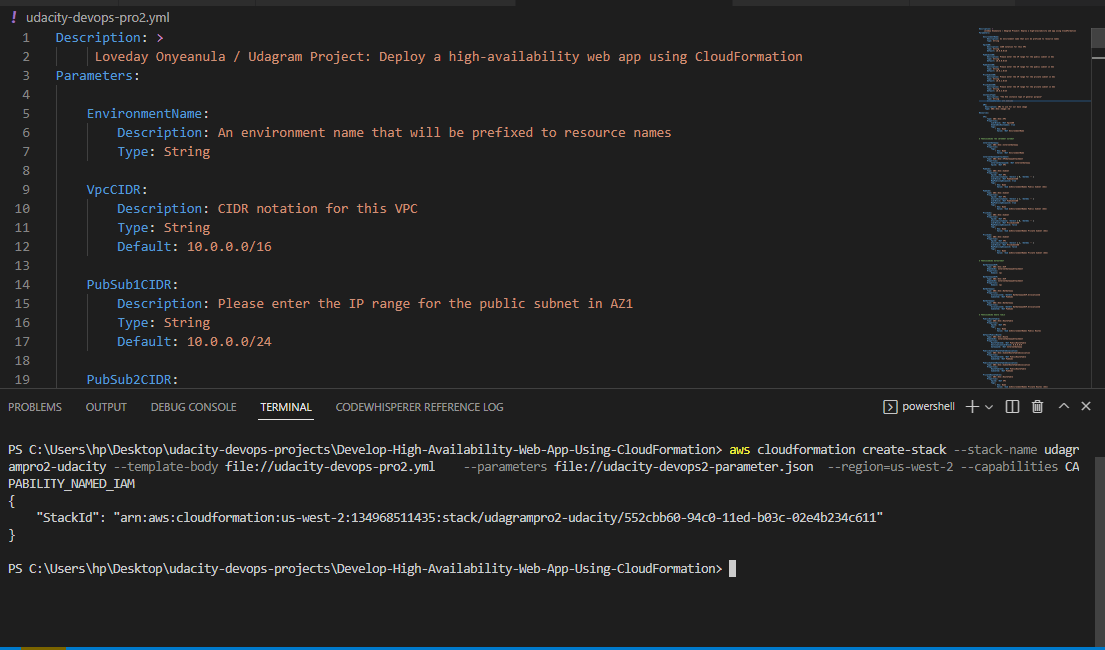 ! udacity-devops-pro2.yml
1 Description: >
2 Loveday Onyeanula / Udagram Project: Deploy a high-availability web app using CloudFormation
3 Parameters:
4
5 EnvironmentName:
6 Description: An environment name that will be prefixed to resource names
7 Type: String
8
9 VpcCIDR:
10 Description: CIDR notation for this VPC
11 Type: String
12 Default: 10.0.0.0/16
13
14 PubSub1CIDR:
15 Description: Please enter the IP range for the public subnet in AZ1
16 Type: String
17 Default: 10.0.0.0/24
18
19 PubSub2CIDR:
PROBLEMS OUTPUT DEBUG CONSOLE TERMINAL CODEWHISPERER REFERENCE LOG powershell
PS C:\Users\hp\Desktop\udacity-devops-projects\Develop-High-Availability-Web-App-Using-CloudFormation> aws cloudformation create-stack --stack-name udagr
ampro2-udacity --template-body file://udacity-devops-pro2.yml --parameters file://udacity-devops2-parameter.json --region=us-west-2 --capabilities CA
PABILITY_NAMED_IAM
{
"StackId": "arn:aws:cloudformation:us-west-2:134968511435:stack/udagrampro2-udacity/552cbb60-94c0-11ed-b03c-02e4b234c611"
}
PS C:\Users\hp\Desktop\udacity-devops-projects\Develop-High-Availability-Web-App-Using-CloudFormation>